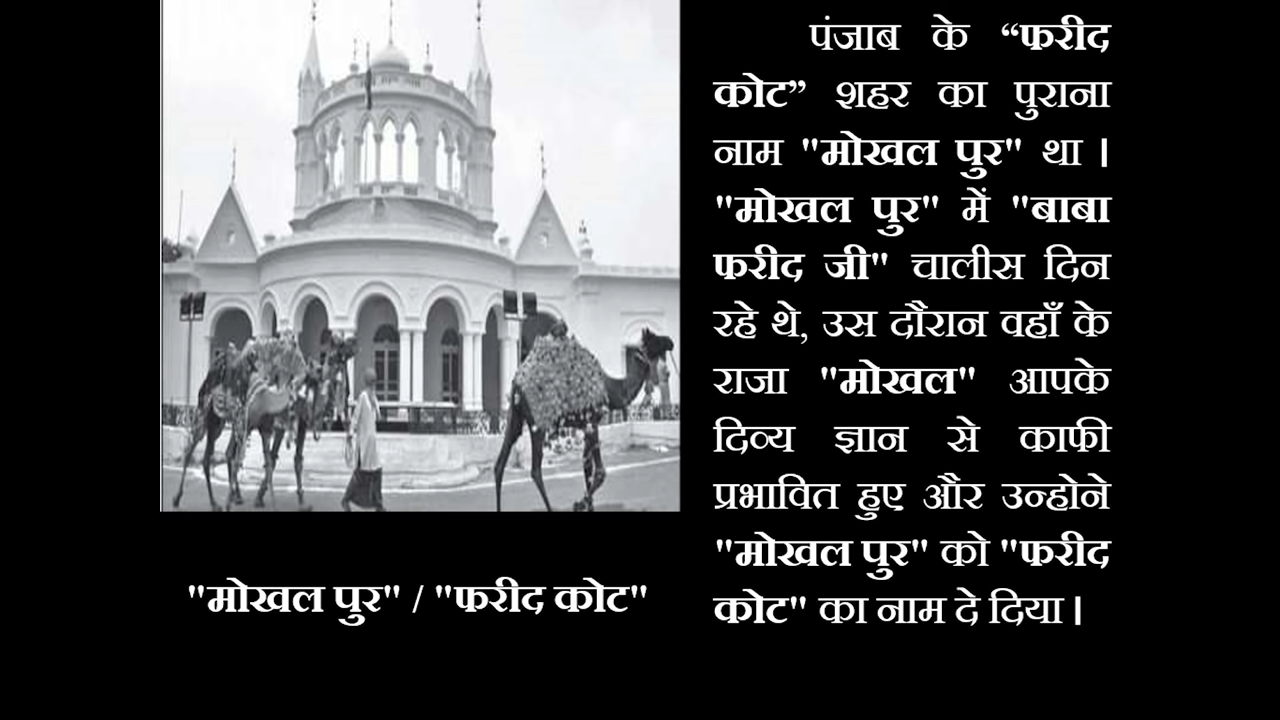 पंजाब के “फरीद
कोट” शहर का पुराना
नाम "मोखल पुर" था ।
"मोखल पुर" में "बाबा
फरीद जी" चालीस दिन
रहे थे, उस दौरान वहाँ के
राजा "मोखल" आपके
दिव्य ज्ञान से काफी
प्रभावित हुए और उन्होने
"मोखल पुर" को "फरीद
कोट" का नाम दे दिया ।
"मोखल पुर" / "फरीद कोट"